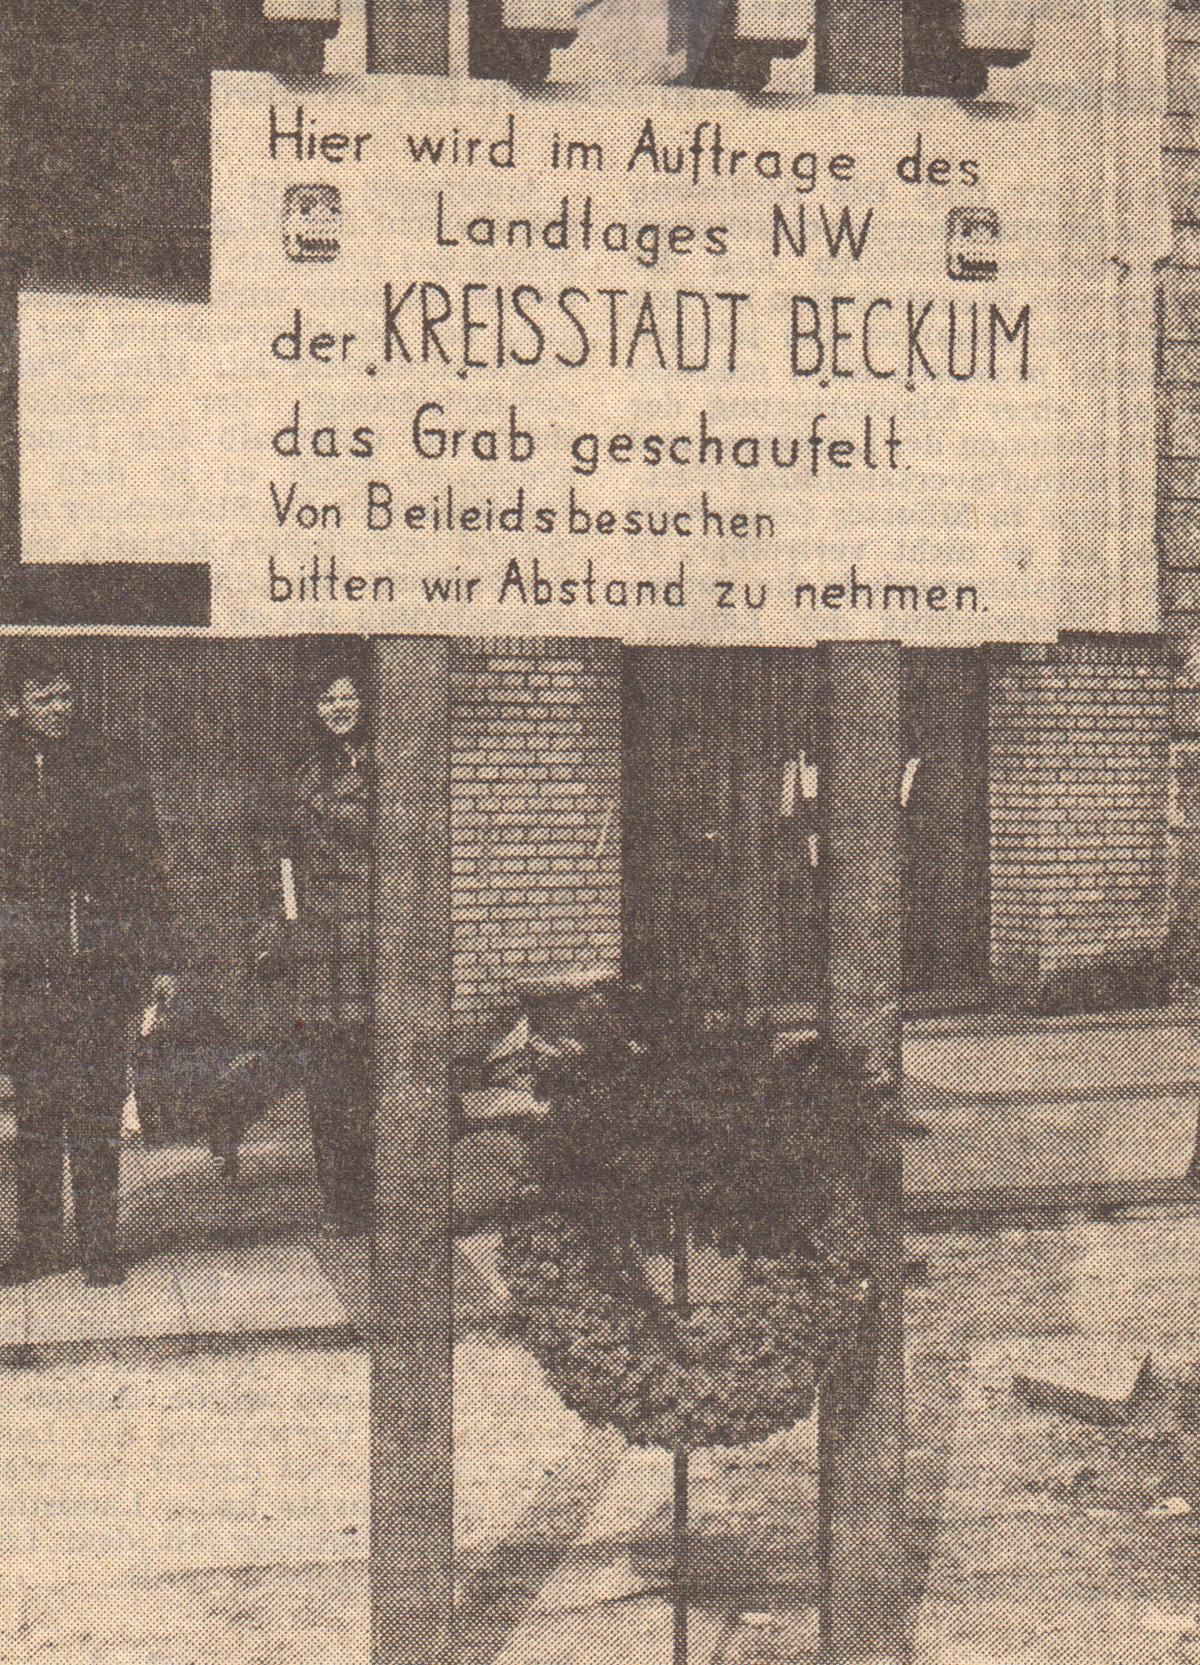 Hier wird im Auftrage des
Landtages NW
der KREISSTADT BECKUM
das Grab geschaufelt.
Von Beileidsbesuchen
bitten wir Abstand zu nehmen.